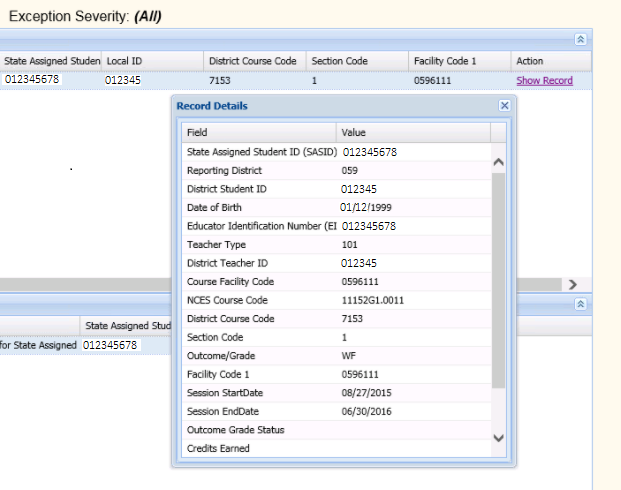 Exception Severity: (All)
State Assigned Studen Local ID District Course Code Section Code Facility Code 1 Action
012345678 012345 7153 1 0596111 Show Record
Record Details
Field Value
State Assigned Student ID (SASID) 012345678
Reporting District 059
District Student ID 012345
Date of Birth 01/12/1999
Educator Identification Number (EI 012345678
Teacher Type 101
District Teacher ID 012345
Course Facility Code 0596111
NCES Course Code 11152G1.0011
District Course Code 7153
Section Code 1
Outcome/Grade WF
Facility Code 1 0596111
Session StartDate 08/27/2015
Session EndDate 06/30/2016
Outcome Grade Status
Credits Earned
State Assigned Stud
for State Assigned 012345678